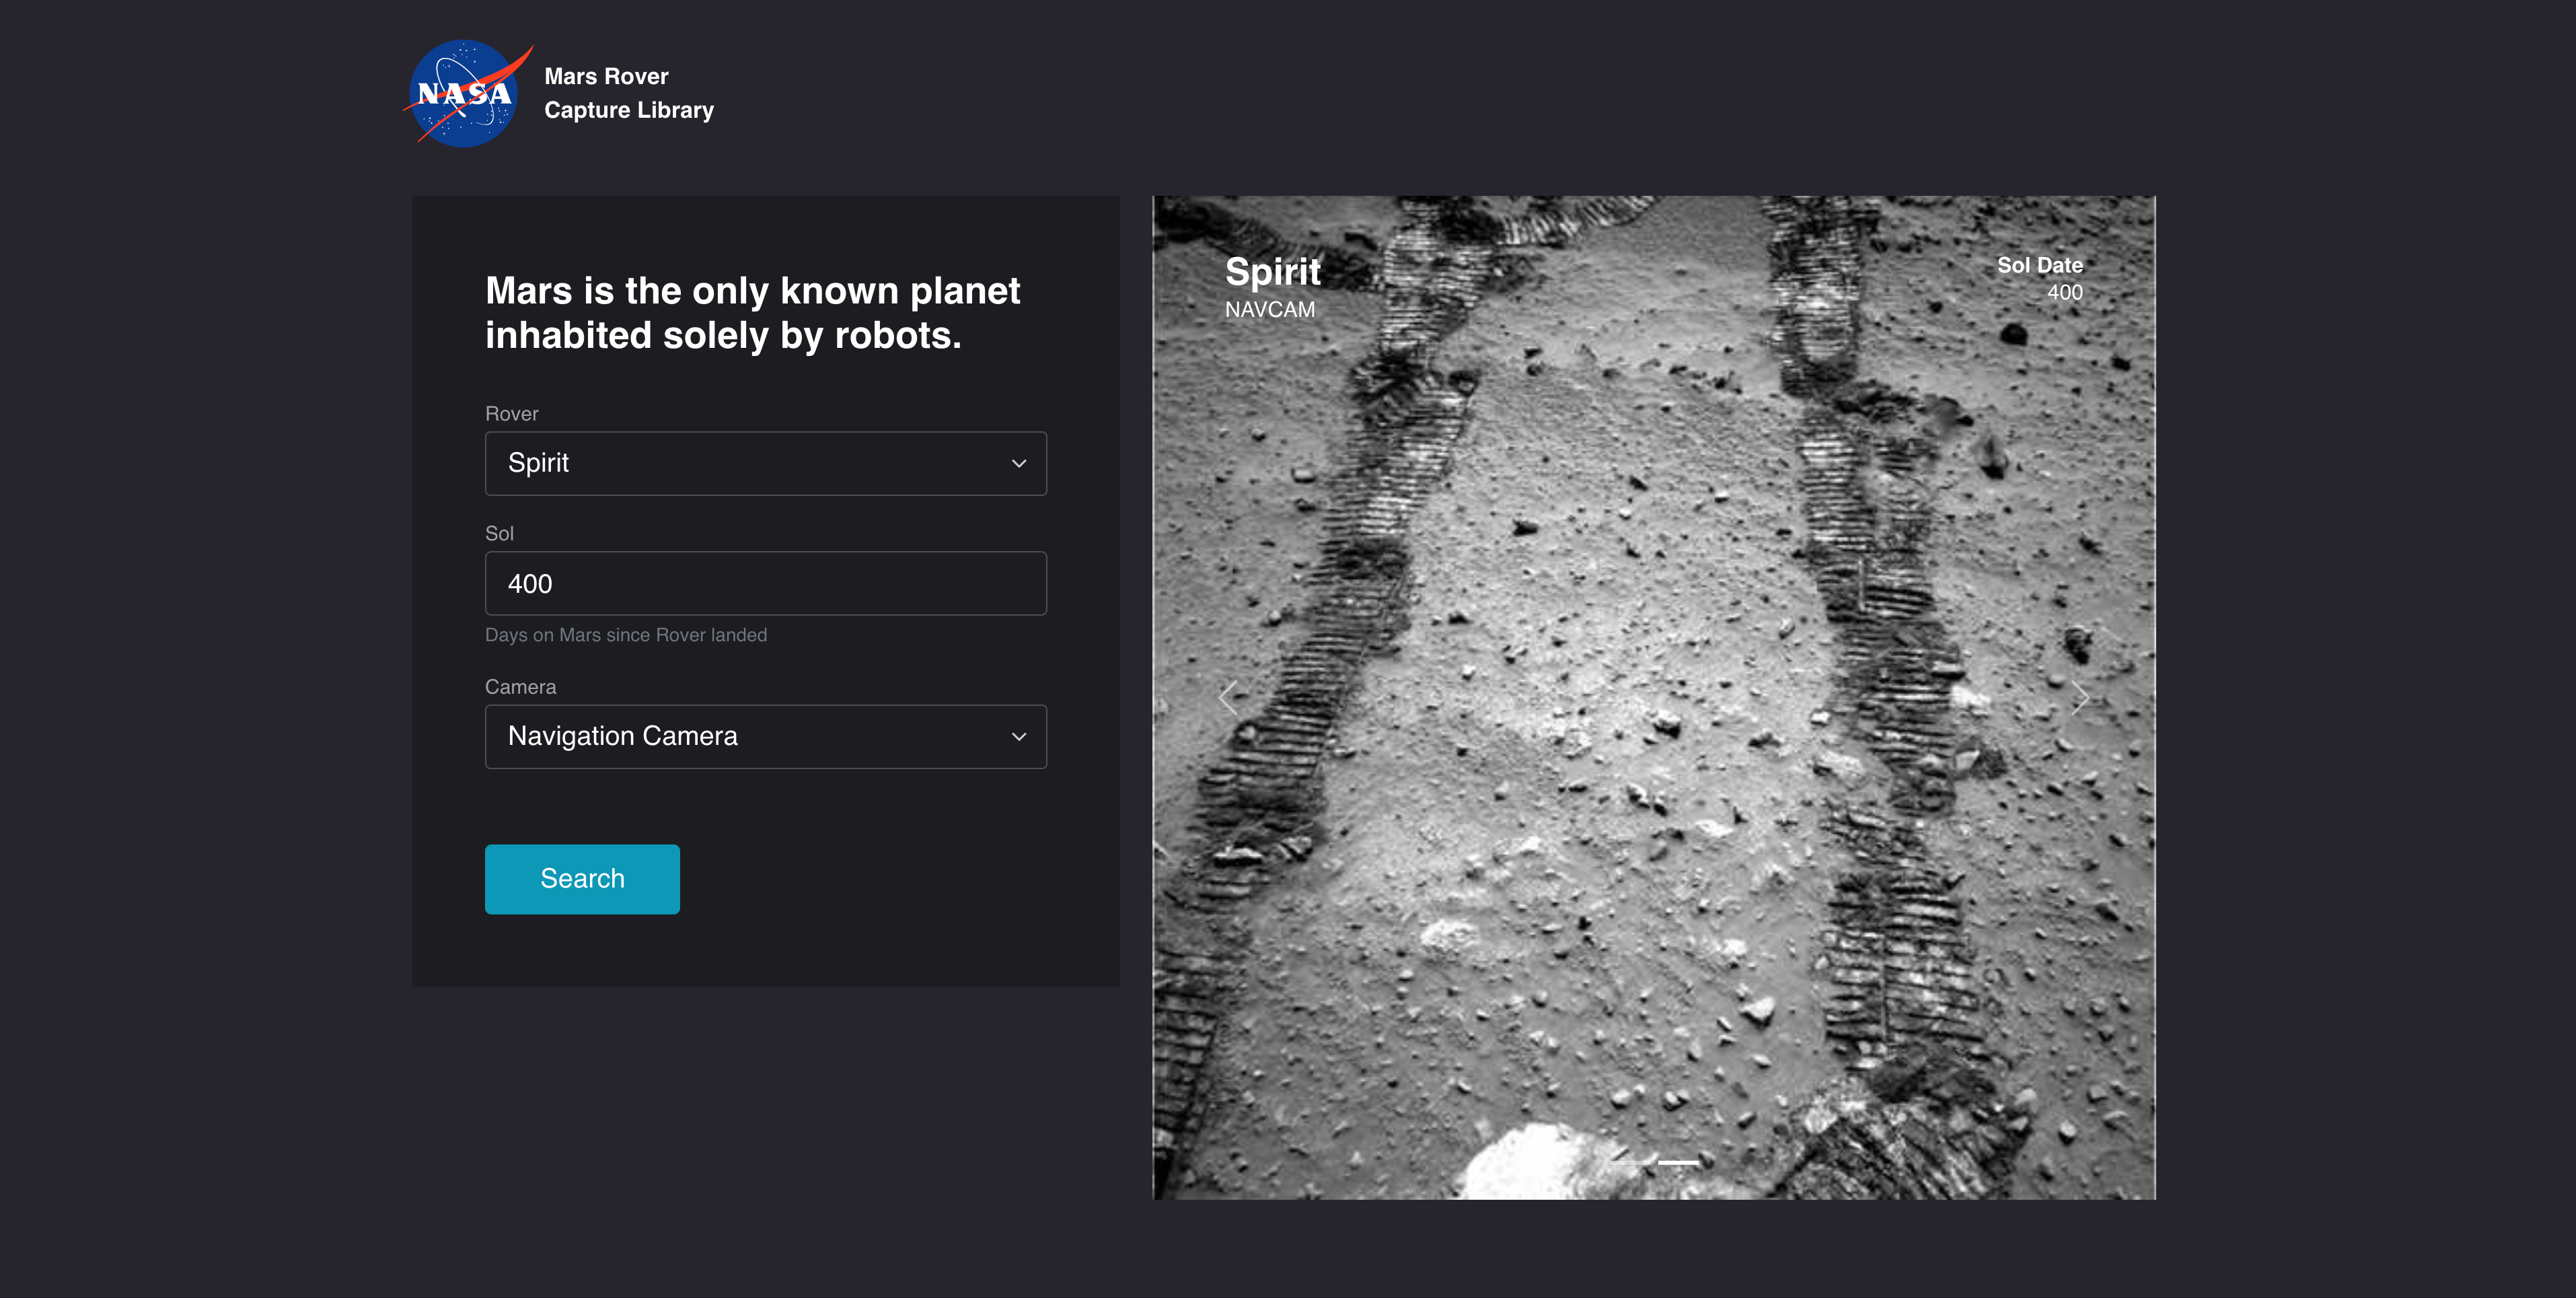 NASA
Mars Rover
Capture Library
Mars is the only known planet
inhabited solely by robots.
Rover
Spirit
Sol
400
Days on Mars since Rover landed
Camera
Navigation Camera
Search
Spirit
NAVCAM
Sol Date
400